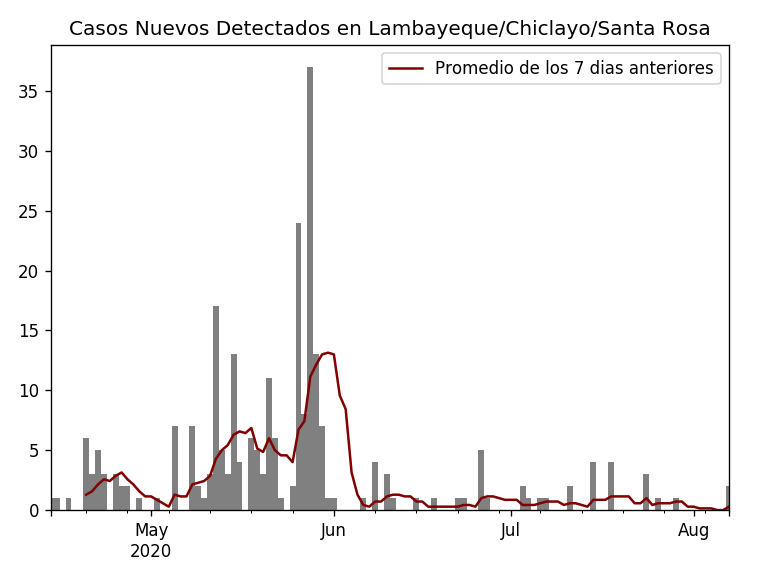 Casos Nuevos Detectados en Lambayeque/Chiclayo/Santa Rosa
Promedio de los 7 dias anteriores
35
30
25
20
15
10
5
0
May
2020
Jun
Jul
Aug